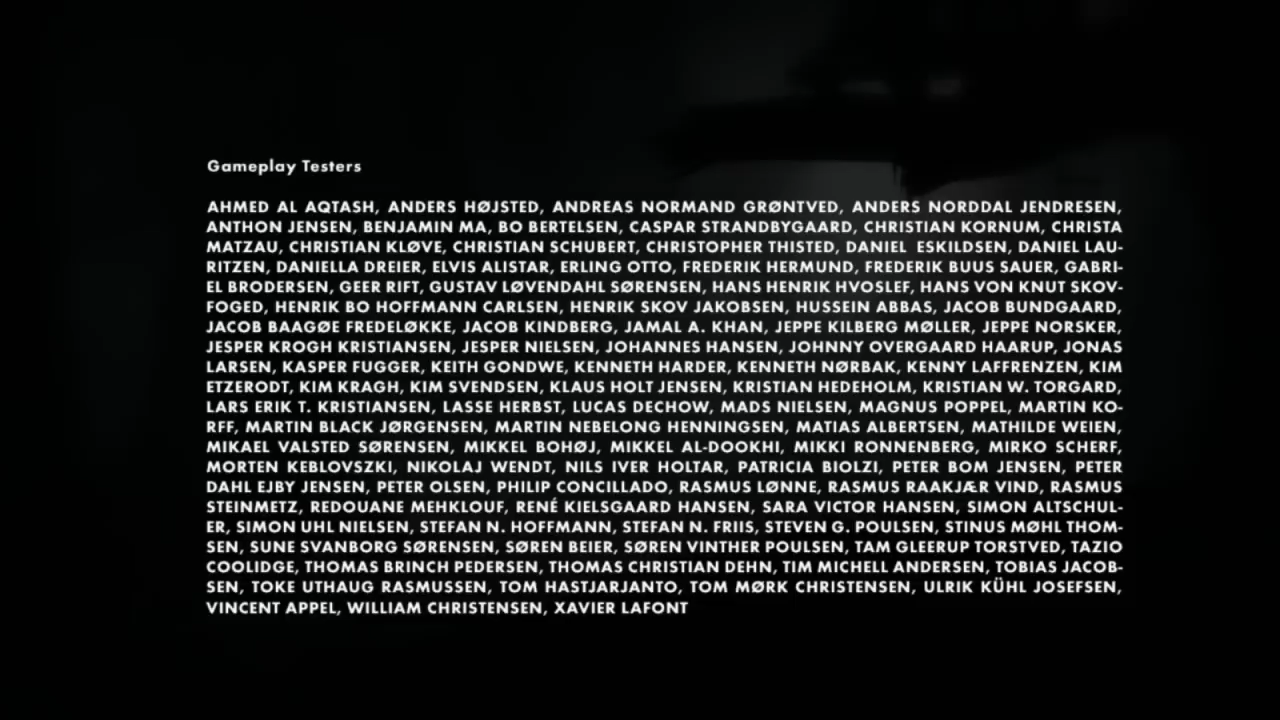 Gameplay Testers
AHMED AL AQTASH, ANDERS HØJSTED, ANDREAS NORMAND GRØNTVED, ANDERS NORDDAL JENDRESEN,
ANTHON JENSEN, BENJAMIN MA, BO BERTELSEN, CASPAR STRANDBYGAARD, CHRISTIAN KORNUM, CHRISTA
MATZAU, CHRISTIAN KLØVE, CHRISTIAN SCHUBERT, CHRISTOPHER THISTED, DANIEL ESKILDSEN, DANIEL LAU-
RITZEN, DANIELLA DREIER, ELVIS ALISTAR, ERLING OTTO, FREDERIK HERMUND, FREDERIK BUUS SAUER, GABRI-
EL BRODERSEN, GEER RIFT, GUSTAV LØVENDAHL SØRENSEN, HANS HENRIK HVOSLEF, HANS VON KNUT SKOV-
FOGED, HENRIK BO HOFFMANN CARLSEN, HENRIK SKOV JAKOBSEN, HUSSEIN ABBAS, JACOB BUNDGAARD,
JACOB BAAGØE FREDELØKKE, JACOB KINDBERG, JAMAL A. KHAN, JEPPE KILBERG MØLLER, JEPPE NORSKER,
JESPER KROGH KRISTIANSEN, JESPER NIELSEN, JOHANNES HANSEN, JOHNNY OVERGAARD HAARUP, JONAS
LARSEN, KASPER FUGGER, KEITH GONDWE, KENNETH HARDER, KENNETH NØRBAK, KENNY LAFFRENZEN, KIM
ETZERODT, KIM KRAGH, KIM SVENDSEN, KLAUS HOLT JENSEN, KRISTIAN HEDEHOLM, KRISTIAN W. TORGARD,
LARS ERIK T. KRISTIANSEN, LASSE HERBST, LUCAS DECHOW, MADS NIELSEN, MAGNUS POPPEL, MARTIN KO-
RFF, MARTIN BLACK JØRGENSEN, MARTIN NEBELONG HENNINGSEN, MATIAS ALBERTSEN, MATHILDE WEIEN,
MIKAEL VALSTED SØRENSEN, MIKKEL BOHØJ, MIKKEL AL-DOOKHI, MIKKI RONNENBERG, MIRKO SCHERF,
MORTEN KEBLOVSZKI, NIKOLAJ WENDT, NILS IVER HOLTAR, PATRICIA BIOLZI, PETER BOM JENSEN, PETER
DAHL EJBY JENSEN, PETER OLSEN, PHILIP CONCILLADO, RASMUS LØNNE, RASMUS RAAKJÆR VIND, RASMUS
STEINMETZ, REDOUANE MEHKLOUF, RENÉ KIELSGAARD HANSEN, SARA VICTOR HANSEN, SIMON ALTSCHUL-
ER, SIMON UHL NIELSEN, STEFAN N. HOFFMANN, STEFAN N. FRIIS, STEVEN G. POULSEN, STINUS MØHL THOM-
SEN, SUNE SVANBORG SØRENSEN, SØREN BEIER, SØREN VINTHER POULSEN, TAM GLEERUP TORSTVED, TAZIO
COOLIDGE, THOMAS BRINCH PEDERSEN, THOMAS CHRISTIAN DEHN, TIM MICHELL ANDERSEN, TOBIAS JACOB-
SEN, TOKE UTHAUG RASMUSSEN, TOM HASTJARJANTO, TOM MØRK CHRISTENSEN, ULRIK KÜHL JOSEFSEN,
VINCENT APPEL, WILLIAM CHRISTENSEN, XAVIER LAFONT